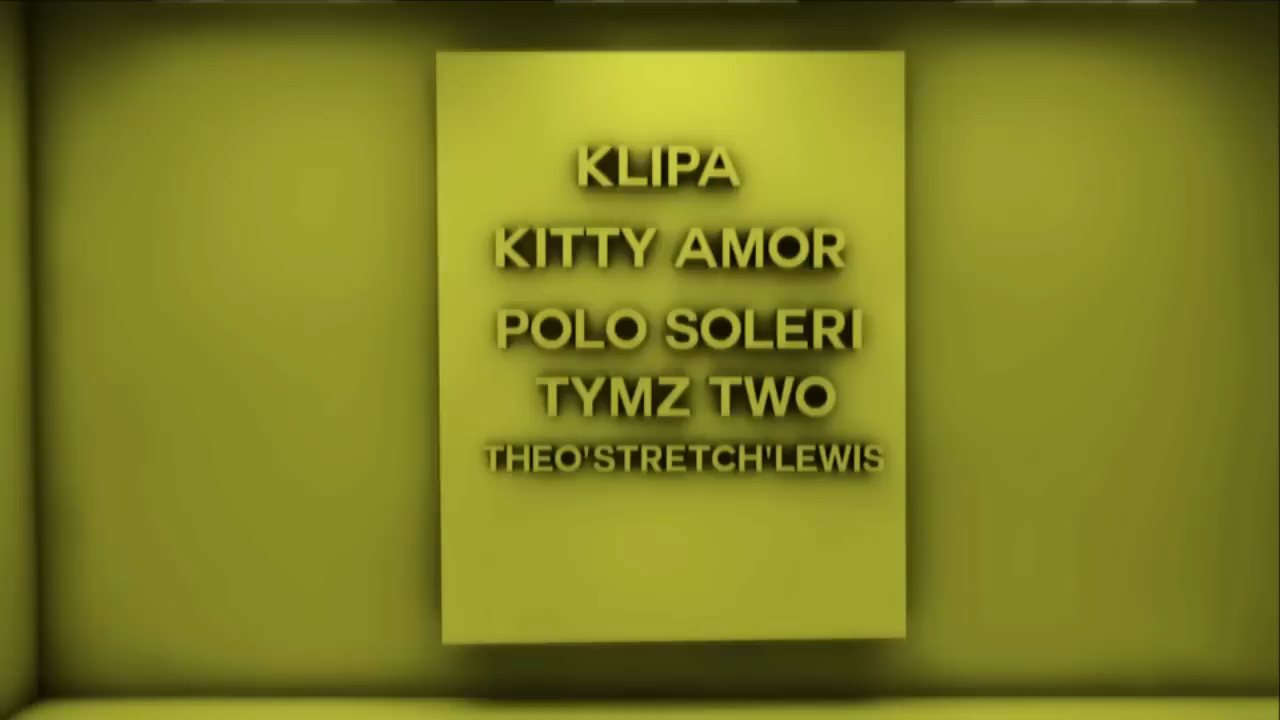 KLIPA
KITTY AMOR
POLO SOLERI
TYMZ TWO
THEO'STRETCH'LEWIS